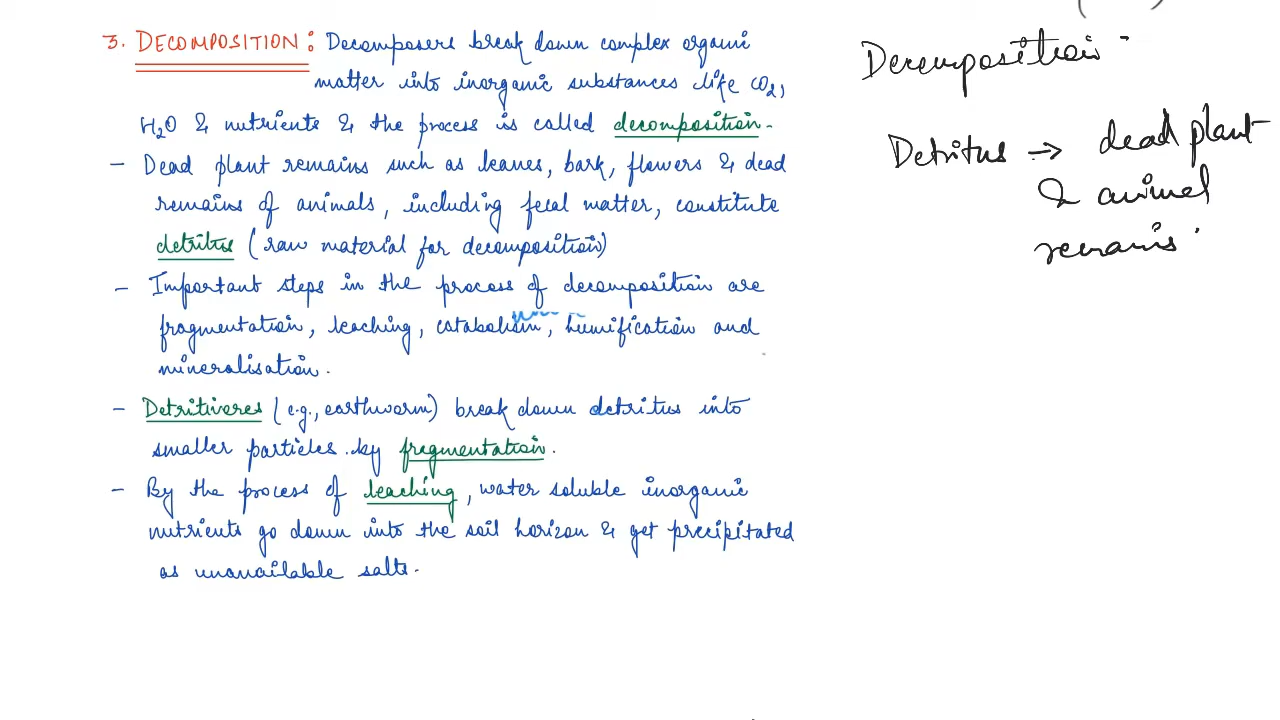 3. DECOMPOSITION: Decomposers break down complex organic
matter into inorganic substances life CO2,
H2O & nutrients & the process is called decomposition.
- Dead plant remains such as leaves, bark, flowers & dead
remains of animals, including fecal matter, constitute
detritus (raw material for decomposition)
- Important steps in the process of decomposition are
fragmentation, leaching, catabolism, humification and
mineralisation.
- Detritivores (e.g., earthworm) break down detritus into
smaller particles by fragmentation.
- By the process of leaching, water soluble inorganic
nutrients go down into the soil horizon & get precipitated
as unavailable salts.
Decomposition
Detritus → dead plant
& animal
remains.